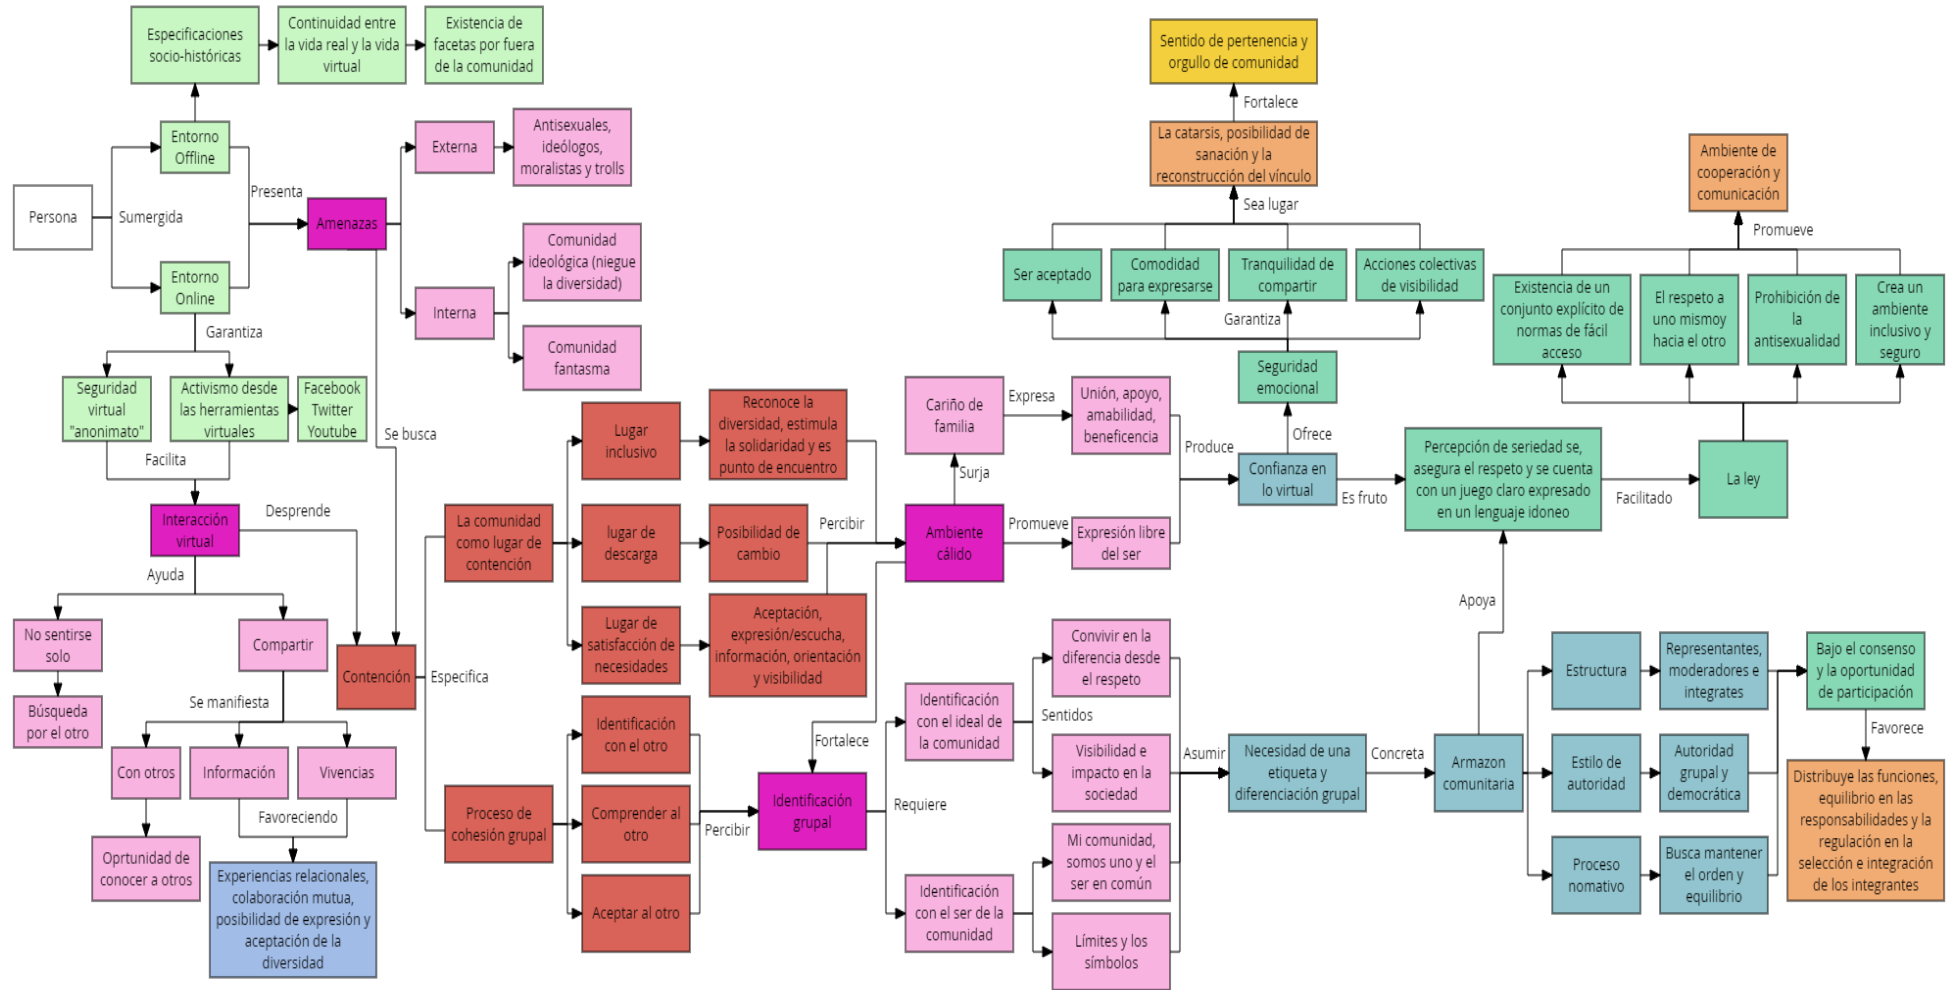 Especificaciones
socio-históricas
Continuidad entre
la vida real y la vida
virtual
Existencia de
facetas por fuera
de la comunidad
Persona
Sumergida
Entorno
Offline
Entorno
Online
Presenta
Amenazas
Externa
Antisexuales,
ideólogos,
moralistas y trolls
Interna
Comunidad
ideológica (niegue
la diversidad)
Comunidad
fantasma
Garantiza
Seguridad
virtual
"anonimato"
Activismo desde
las herramientas
virtuales
Facebook
Twitter
Youtube
Facilita
Interacción
virtual
Desprende
Se busca
Ayuda
No sentirse
solo
Búsqueda
por el otro
Compartir
Se manifiesta
Con otros
Información
Vivencias
Oprtunidad de
conocer a otros
Favoreciendo
Experiencias relacionales,
colaboración mutua,
posibilidad de expresión y
aceptación de la
diversidad
Contención
Especifica
La comunidad
como lugar de
contención
Lugar
inclusivo
Reconoce la
diversidad, estimula
la solidaridad y es
punto de encuentro
lugar de
descarga
Posibilidad de
cambio
Lugar de
satisfacción de
necesidades
Aceptación,
expresión/escucha,
información, orientación
y visibilidad
Percibir
Proceso de
cohesión grupal
Identificación
con el otro
Comprender al
otro
Aceptar al otro
Percibir
Ambiente
cálido
Surja
Cariño de
familia
Expresa
Unión, apoyo,
amabilidad,
beneficencia
Promueve
Expresión libre
del ser
Produce
Fortalece
Identificación
grupal
Requiere
Identificación
con el ideal de
la comunidad
Sentidos
Convivir en la
diferencia desde
el respeto
Visibilidad e
impacto en la
sociedad
Identificación
con el ser de la
comunidad
Mi comunidad,
somos uno y el
ser en común
Límites y los
símbolos
Asumir
Necesidad de una
etiqueta y
diferenciación grupal
Concreta
Armazon
comunitaria
Apoya
Confianza en
lo virtual
Ofrece
Seguridad
emocional
Garantiza
Ser aceptado
Comodidad
para expresarse
Tranquilidad de
compartir
Acciones colectivas
de visibilidad
Sea lugar
La catarsis, posibilidad de
sanación y la
reconstrucción del vínculo
Fortalece
Sentido de pertenencia y
orgullo de comunidad
Es fruto
Percepción de seriedad se,
asegura el respeto y se cuenta
con un juego claro expresado
en un lenguaje idoneo
Facilitado
La ley
Existencia de un
conjunto explícito de
normas de fácil
acceso
El respeto a
uno mismoy
hacia el otro
Prohibición de
la
antisexualidad
Crea un
ambiente
inclusivo y
seguro
Promueve
Ambiente de
cooperación y
comunicación
Estructura
Representantes,
moderadores e
integrates
Estilo de
autoridad
Autoridad
grupal y
democrática
Proceso
nomativo
Busca mantener
el orden y
equilibrio
Bajo el consenso
y la oportunidad
de participación
Favorece
Distribuye las funciones,
equilibrio en las
responsabilidades y la
regulación en la
selección e integración
de los integrantes